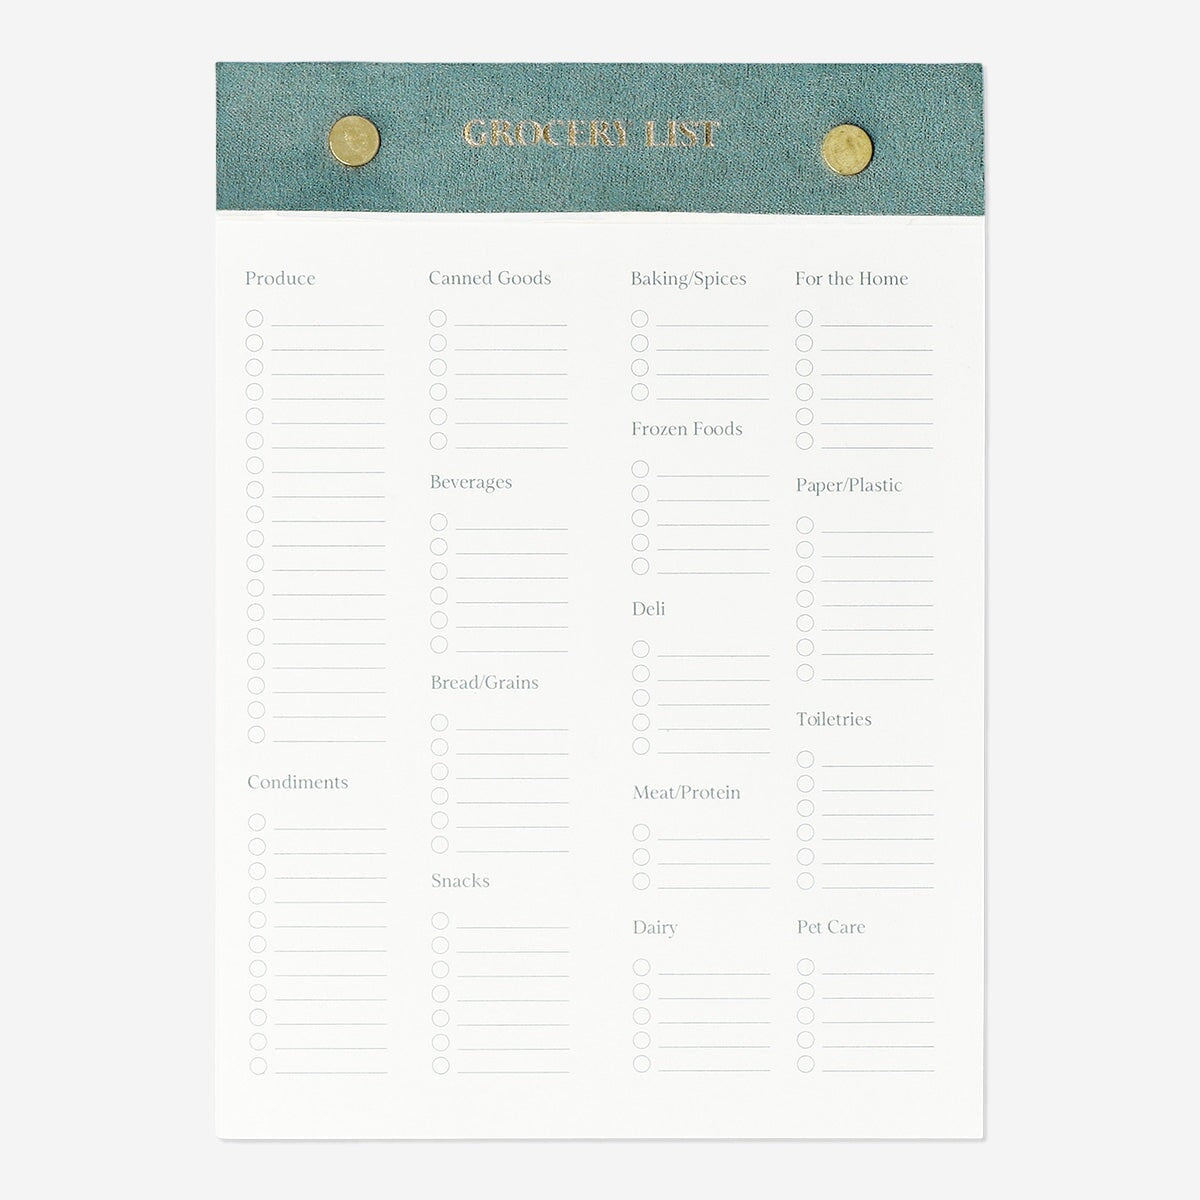 GROCERY LIST
Produce
Condiments
Canned Goods
Beverages
Bread/Grains
Snacks
Baking/Spices
Frozen Foods
Deli
Meat/Protein
Dairy
For the Home
Paper/Plastic
Toiletries
Pet Care